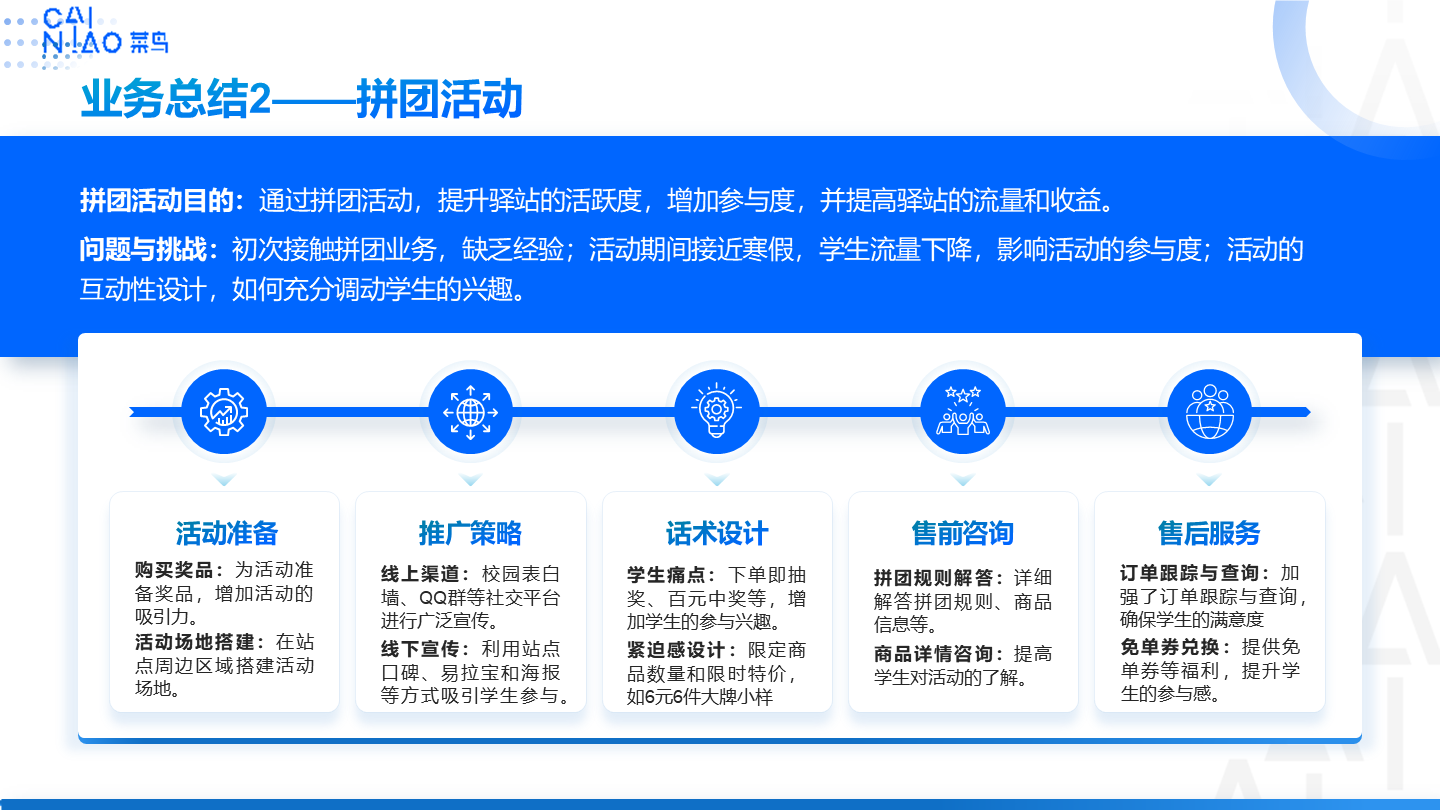 CAI
NIAO 菜鸟
业务总结2——拼团活动
拼团活动目的：通过拼团活动，提升驿站的活跃度，增加参与度，并提高驿站的流量和收益。
问题与挑战：初次接触拼团业务，缺乏经验；活动期间接近寒假，学生流量下降，影响活动的参与度；活动的
互动性设计，如何充分调动学生的兴趣。
活动准备
购买奖品：为活动准
备奖品，增加活动的
吸引力。
活动场地搭建：在站
点周边区域搭建活动
场地。
推广策略
线上渠道：校园表白
墙、QQ群等社交平台
进行广泛宣传。
线下宣传：利用站点
口碑、易拉宝和海报
等方式吸引学生参与。
话术设计
学生痛点：下单即抽
奖、百元中奖等，增
加学生的参与兴趣。
紧迫感设计：限定商
品数量和限时特价，
如6元6件大牌小样
售前咨询
拼团规则解答：详细
解答拼团规则、商品
信息等。
商品详情咨询：提高
学生对活动的了解。
售后服务
订单跟踪与查询：加
强了订单跟踪与查询，
确保学生的满意度
免单券兑换：提供免
单券等福利，提升学
生的参与感。